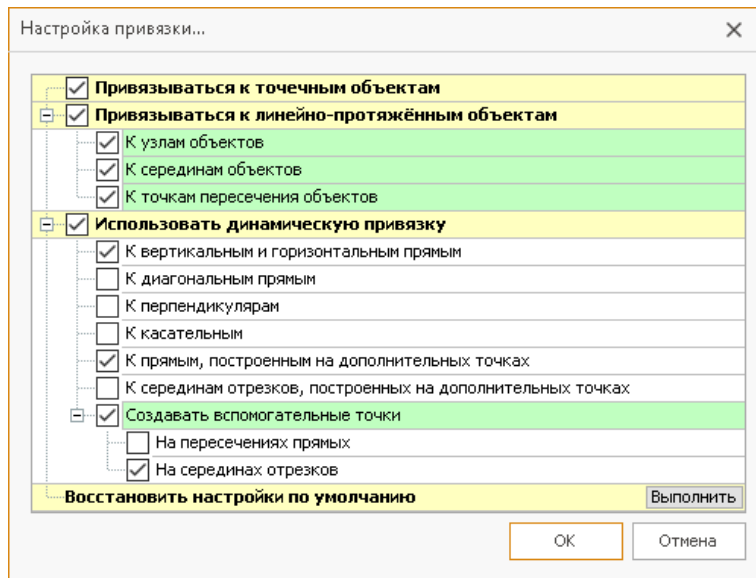 Настройка привязки...
Привязываться к точечным объектам
Привязываться к линейно-протяжённым объектам
К узлам объектов
К серединам объектов
К точкам пересечения объектов
Использовать динамическую привязку
К вертикальным и горизонтальным прямым
К диагональным прямым
К перпендикулярам
К касательным
К прямым, построенным на дополнительных точках
К серединам отрезков, построенных на дополнительных точках
Создавать вспомогательные точки
На пересечениях прямых
На серединах отрезков
Восстановить настройки по умолчанию Выполнить
ОК Отмена